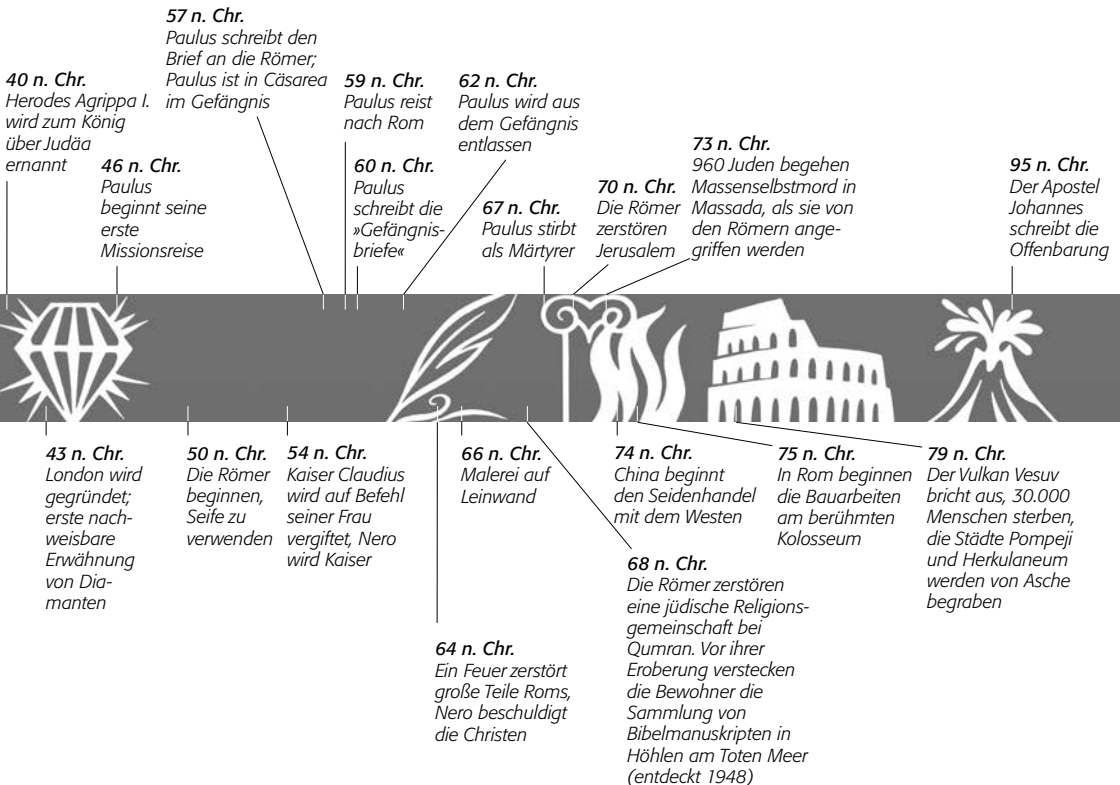 40 n. Chr.
Herodes Agrippa I.
wird zum König
über Judäa
ernannt
46 n. Chr.
Paulus
beginnt seine
erste
Missionsreise
57 n. Chr.
Paulus schreibt den
Brief an die Römer;
Paulus ist in Cäsarea
im Gefängnis
59 n. Chr.
Paulus reist
nach Rom
60 n. Chr.
Paulus
schreibt die
»Gefängnis-
briefe«
62 n. Chr.
Paulus wird aus
dem Gefängnis
entlassen
67 n. Chr.
Paulus stirbt
als Märtyrer
70 n. Chr.
Die Römer
zerstören
Jerusalem
73 n. Chr.
960 Juden begehen
Massenselbstmord in
Massada, als sie von
den Römern ange-
griffen werden
95 n. Chr.
Der Apostel
Johannes
schreibt die
Offenbarung
43 n. Chr.
London wird
gegründet;
erste nach-
weisbare
Erwähnung
von Dia-
manten
50 n. Chr.
Die Römer
beginnen,
Seife zu
verwenden
54 n. Chr.
Kaiser Claudius
wird auf Befehl
seiner Frau
vergiftet, Nero
wird Kaiser
64 n. Chr.
Ein Feuer zerstört
große Teile Roms,
Nero beschuldigt
die Christen
66 n. Chr.
Malerei auf
Leinwand
68 n. Chr.
Die Römer zerstören
eine jüdische Religions-
gemeinschaft bei
Qumran. Vor ihrer
Eroberung verstecken
die Bewohner die
Sammlung von
Bibelmanuskripten in
Höhlen am Toten Meer
(entdeckt 1948)
74 n. Chr.
China beginnt
den Seidenhandel
mit dem Westen
75 n. Chr.
In Rom beginnen
die Bauarbeiten
am berühmten
Kolosseum
79 n. Chr.
Der Vulkan Vesuv
bricht aus, 30.000
Menschen sterben,
die Städte Pompeji
und Herkulaneum
werden von Asche
begraben